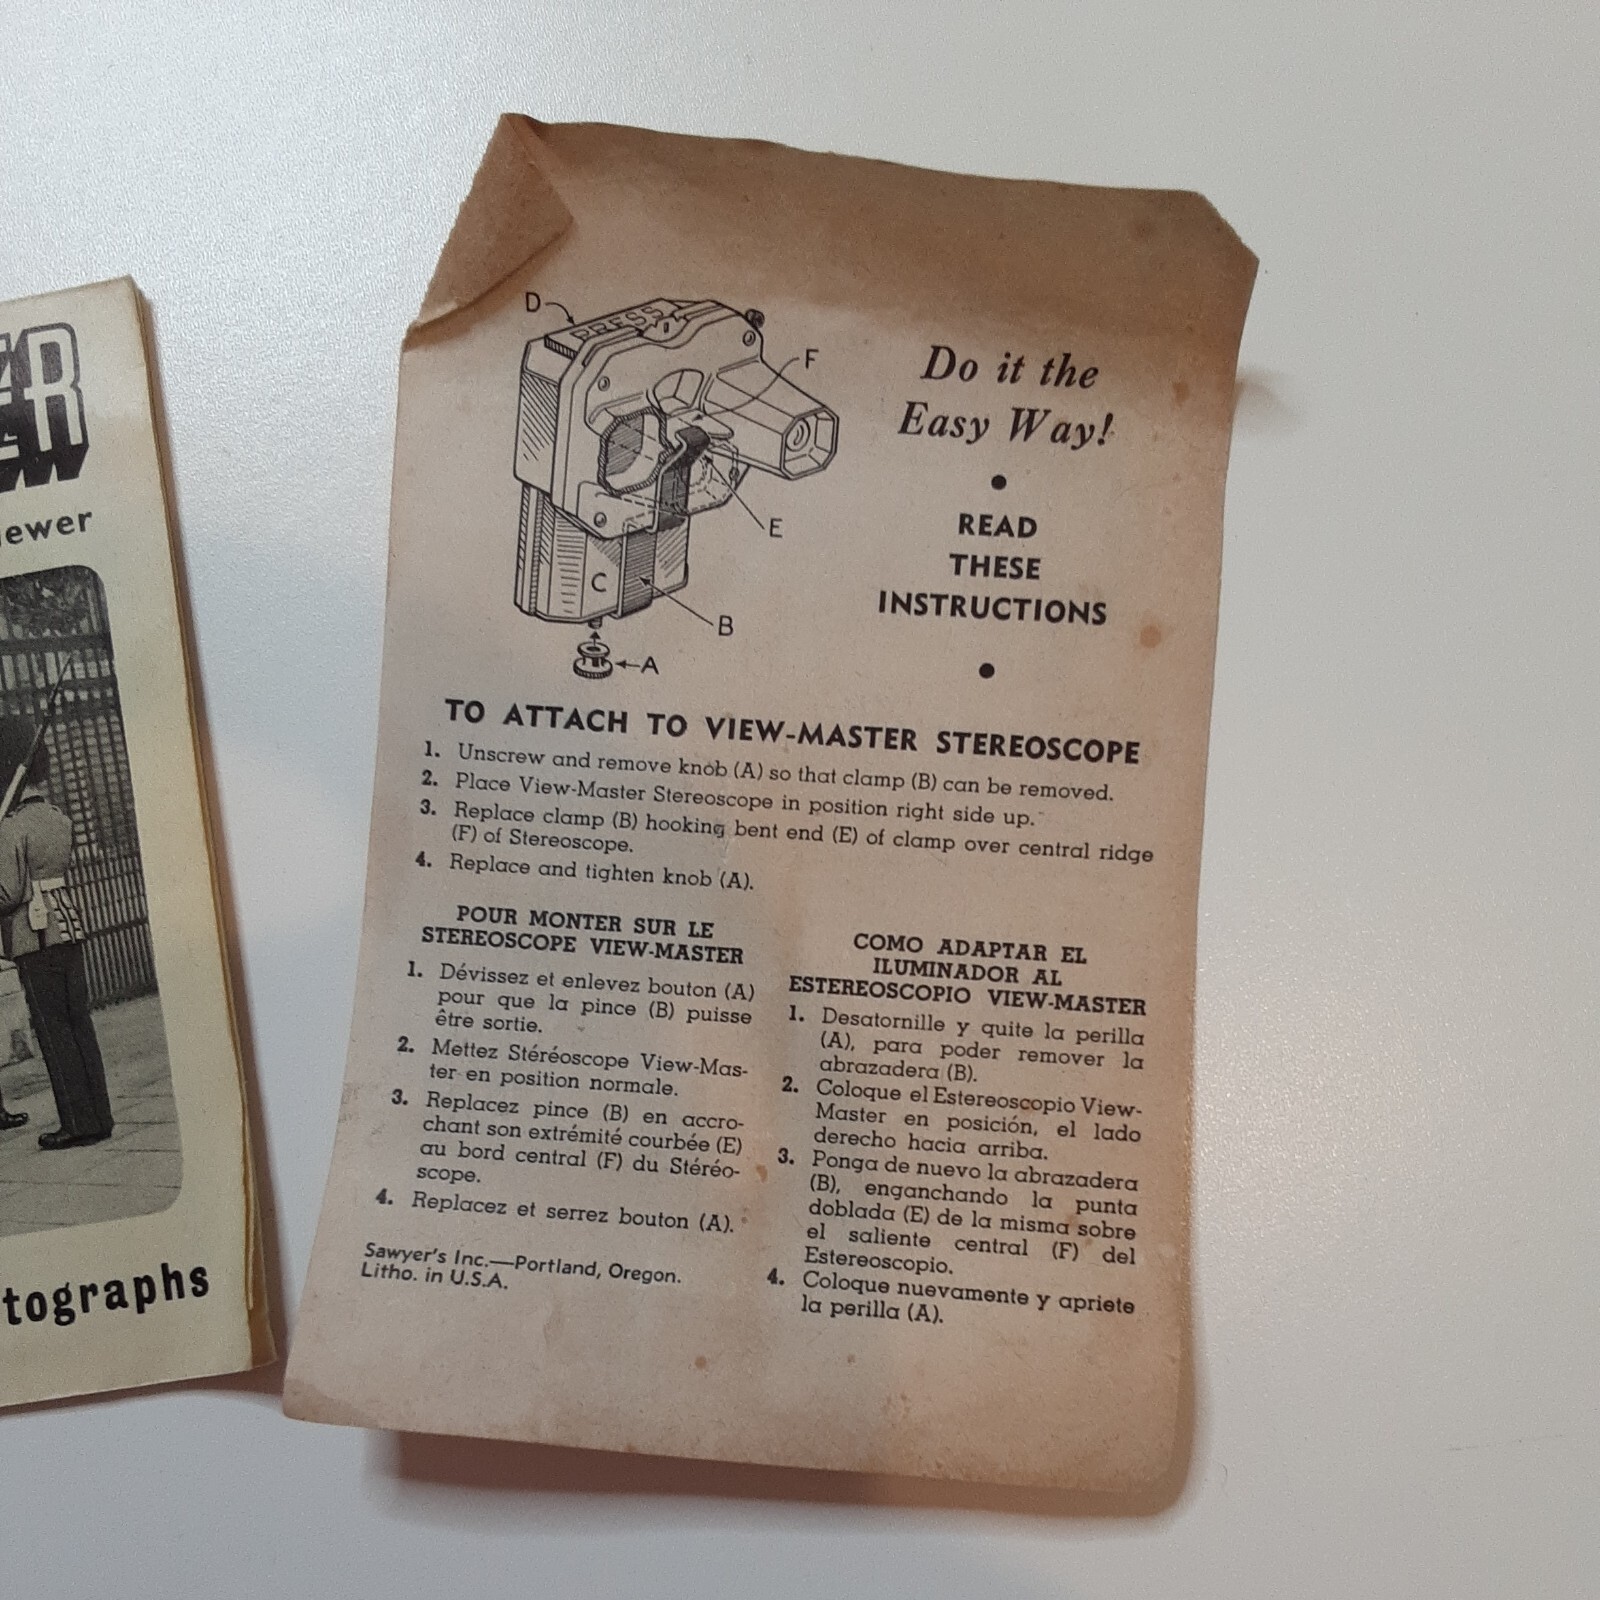 ER
iewer
tographs
D
PRESS
F
E
C
B
A
Do it the
Easy Way!
READ
THESE
INSTRUCTIONS
TO ATTACH TO VIEW-MASTER STEREOSCOPE
1. Unscrew and remove knob (A) so that clamp (B) can be removed.
2. Place View-Master Stereoscope in position right side up.
3. Replace clamp (B) hooking bent end (E) of clamp over central ridge
(F) of Stereoscope.
4. Replace and tighten knob (A).
POUR MONTER SUR LE
STEREOSCOPE VIEW-MASTER
1. Dévissez et enlevez bouton (A)
pour que la pince (B) puisse
être sortie.
2. Mettez Stéréoscope View-Mas-
ter en position normale.
3. Replacez pince (B) en accro-
chant son extrémité courbée (E)
au bord central (F) du Stéréo-
scope.
4. Replacez et serrez bouton (A).
Sawyer's Inc.—Portland, Oregon.
Litho. in U.S.A.
COMO ADAPTAR EL
ILUMINADOR AL
ESTEREOSCOPIO VIEW-MASTER
1. Desatornille y quite la perilla
(A), para poder remover la
abrazadera (B).
2. Coloque el Estereoscopio View-
Master en posición, el lado
derecho hacia arriba.
3. Ponga de nuevo la abrazadera
(B), enganchando la punta
doblada (E) de la misma sobre
el saliente central (F) del
Estereoscopio.
4. Coloque nuevamente y apriete
la perilla (A).